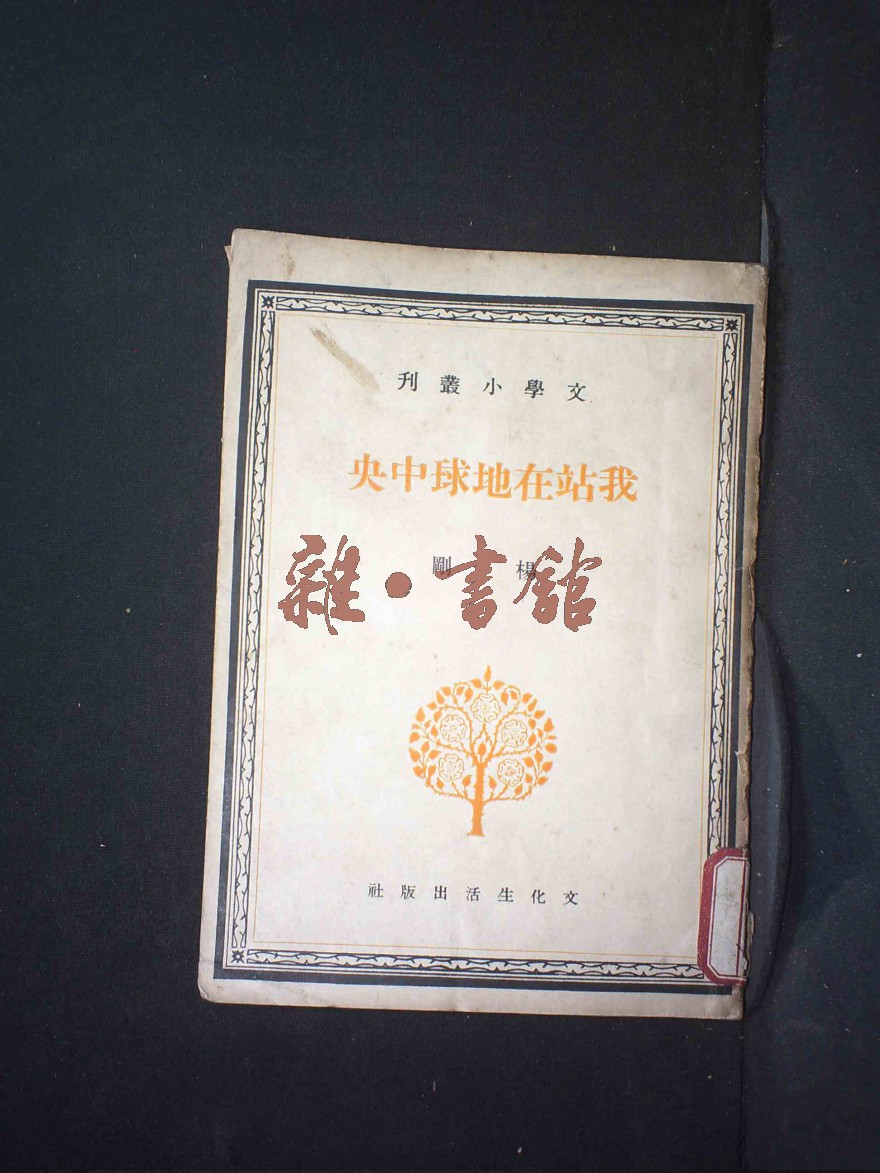 文學小叢刊
我站在地球中央
楊剛
雜·書館
文化生活出版社